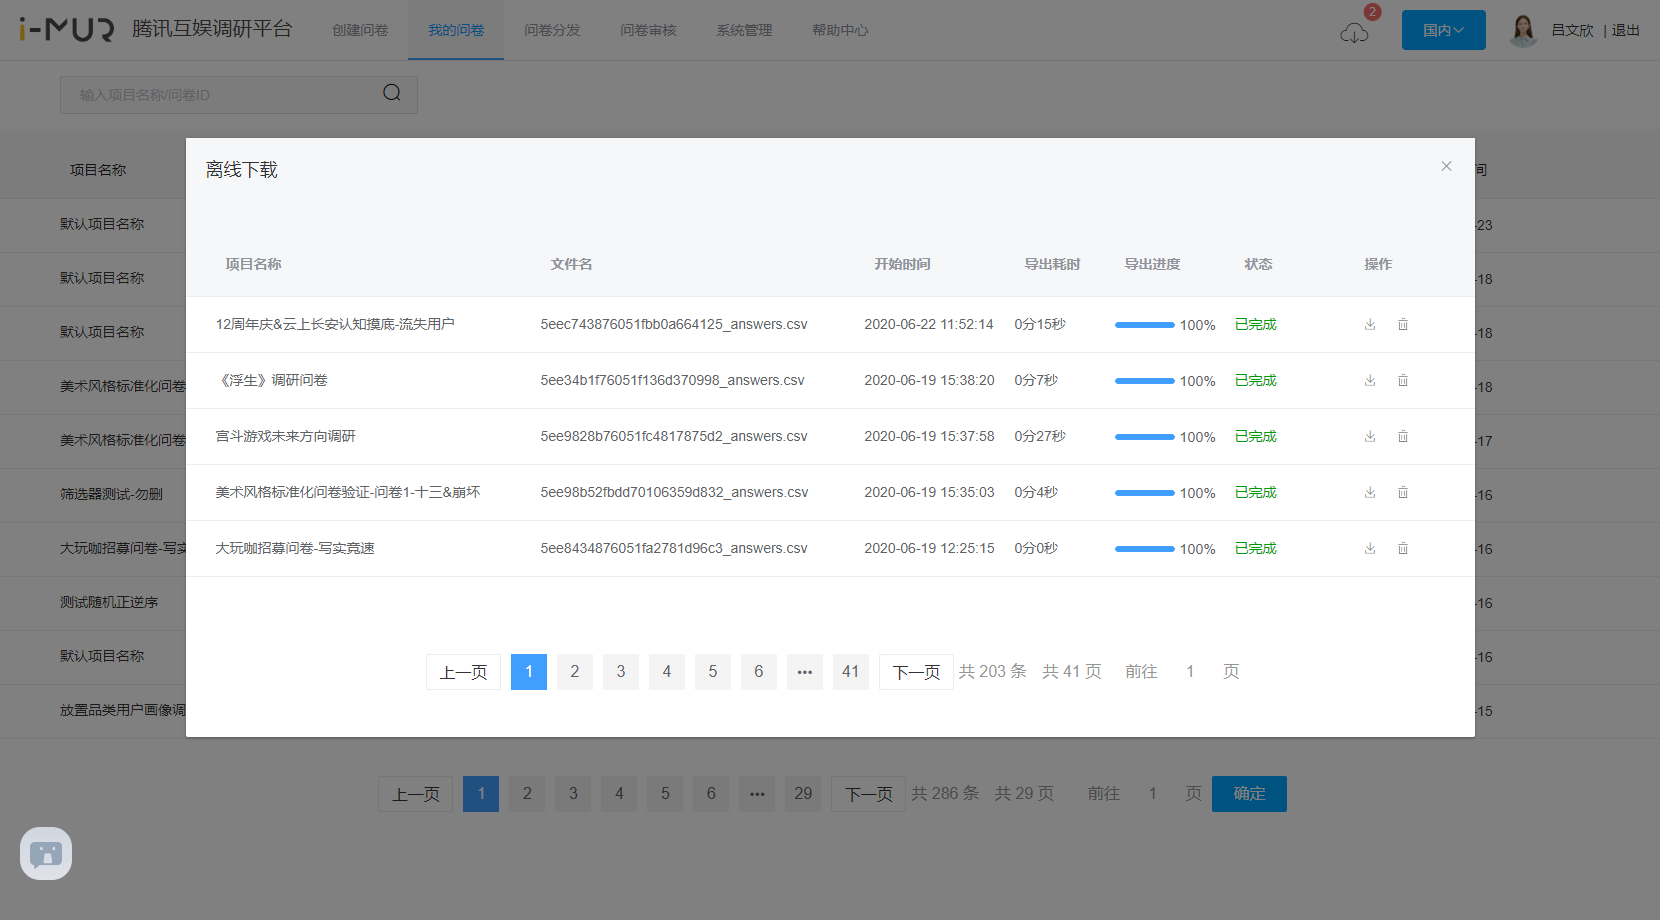 i-MUR 腾讯互娱调研平台 创建问卷 我的问卷 问卷分发 问卷审核 系统管理 帮助中心 2 国内 吕文欣 | 退出
输入项目名称/问卷ID
离线下载
项目名称 间
项目名称 文件名 开始时间 导出耗时 导出进度 状态 操作
默认项目名称 -23
默认项目名称 -18
12周年庆&云上长安认知摸底-流失用户 5eec743876051fbb0a664125_answers.csv 2020-06-22 11:52:14 0分15秒 100% 已完成
默认项目名称 -18
《浮生》调研问卷 5ee34b1f76051f136d370998_answers.csv 2020-06-19 15:38:20 0分7秒 100% 已完成
美术风格标准化问卷 -18
宫斗游戏未来方向调研 5ee9828b76051fc4817875d2_answers.csv 2020-06-19 15:37:58 0分27秒 100% 已完成
美术风格标准化问卷 -17
美术风格标准化问卷验证-问卷1-十三&崩坏 5ee98b52fbdd70106359d832_answers.csv 2020-06-19 15:35:03 0分4秒 100% 已完成
筛选器测试-勿删 -16
大玩咖招募问卷-写实竞速 5ee8434876051fa2781d96c3_answers.csv 2020-06-19 12:25:15 0分0秒 100% 已完成
大玩咖招募问卷-写实 -16
测试随机正逆序 -16
默认项目名称 -16
上一页 1 2 3 4 5 6 ••• 41 下一页 共 203 条 共 41 页 前往 1 页
放置品类用户画像调 -15
上一页 1 2 3 4 5 6 ••• 29 下一页 共 286 条 共 29 页 前往 1 页 确定